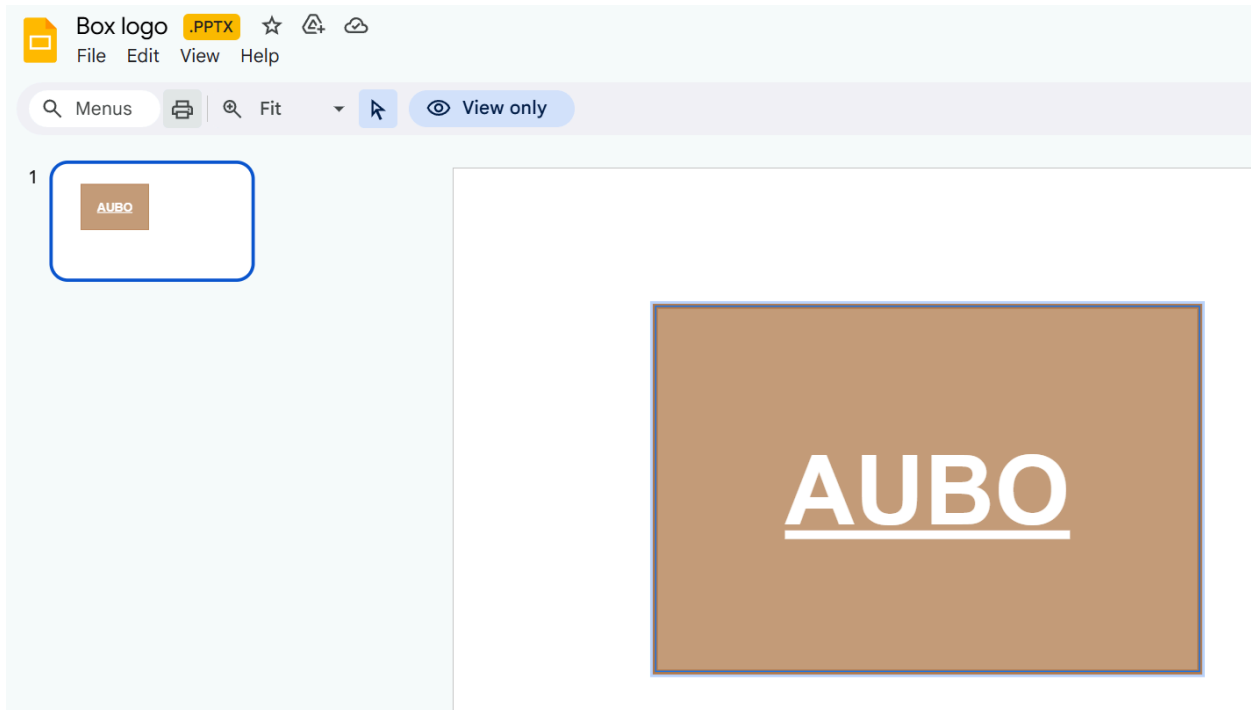 Box logo .PPTX
File Edit View Help
Menus Fit View only
1
AUBO
AUBO